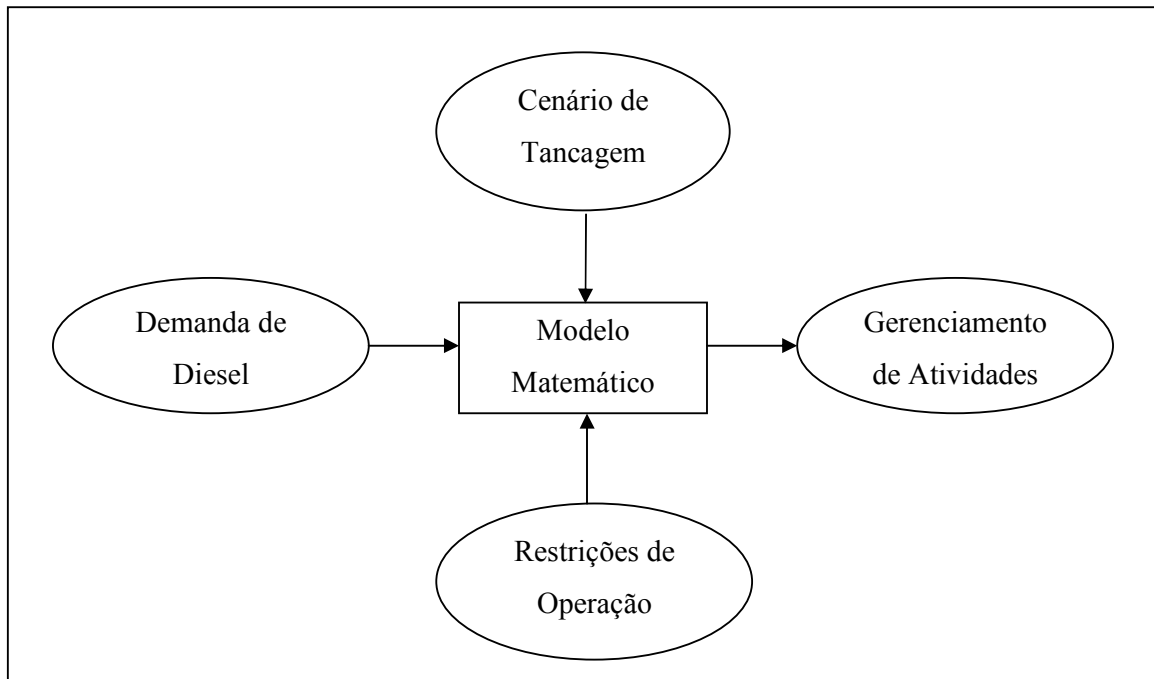 Cenário de
Tancagem
Demanda de
Diesel
Modelo
Matemático
Gerenciamento
de Atividades
Restrições de
Operação